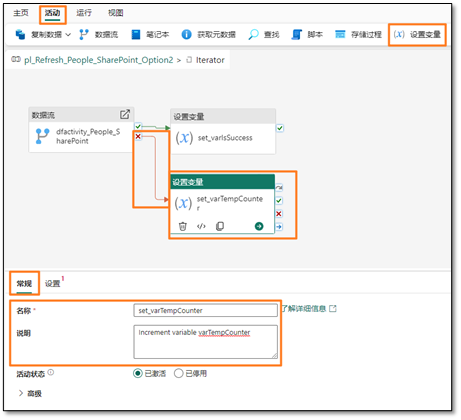 主页 活动 运行 视图
复制数据 数据流 笔记本 获取元数据 查找 脚本 存储过程 (x) 设置变量
pl_Refresh_People_SharePoint_Option2 > Iterator
数据流 设置变量
dfactivity_People_S
harePoint
(x) set_varIsSuccess
设置变量
(x) set_varTempCounte
r
常规 设置 1
名称 * set_varTempCounter 了解详细信息
说明 Increment variable varTempCounter
活动状态 已激活 已停用
高级